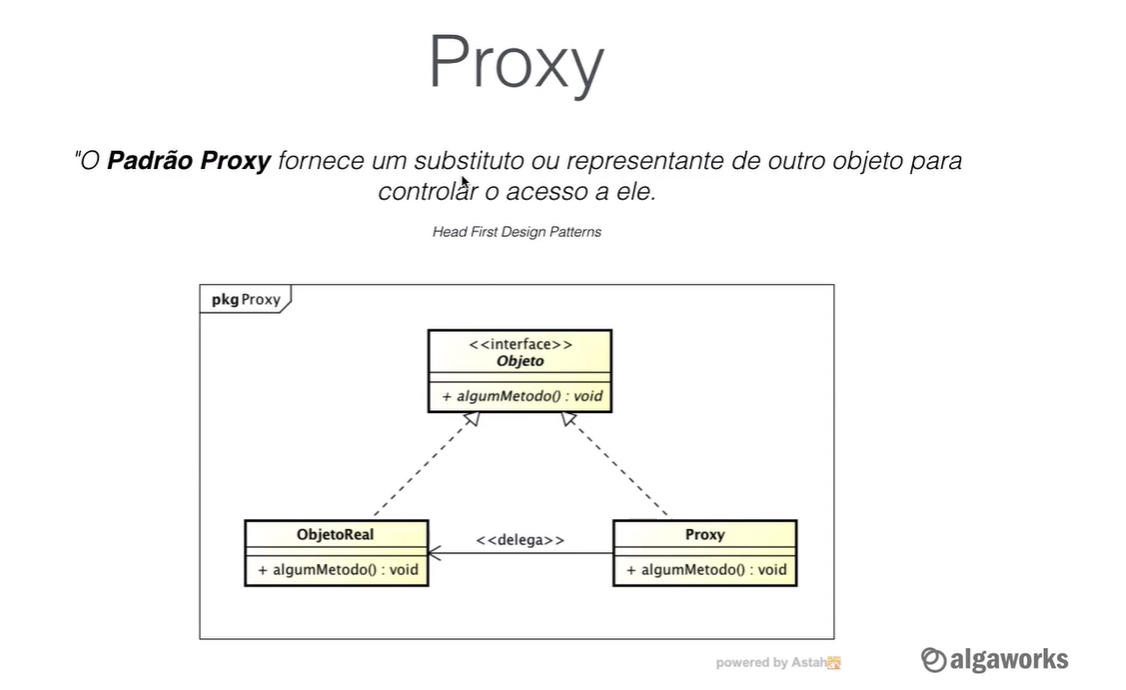 Proxy
"O Padrão Proxy fornece um substituto ou representante de outro objeto para
controlar o acesso a ele.
Head First Design Patterns
pkg Proxy
<<interface>>
Objeto
+ algumMetodo() : void
ObjetoReal
+ algumMetodo() : void
<<delega>>
Proxy
+ algumMetodo() : void
powered by Astah
algaworks